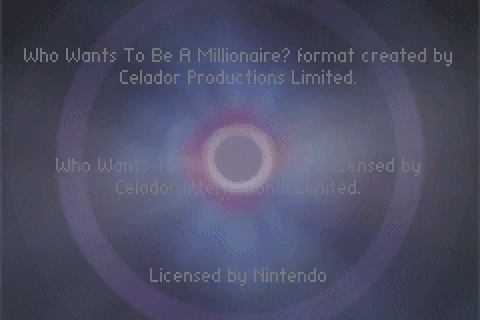 Who Wants To Be A Millionaire? format created by
Celador Productions Limited.
Who Wants T licensed by
Celador International Limited.
Licensed by Nintendo